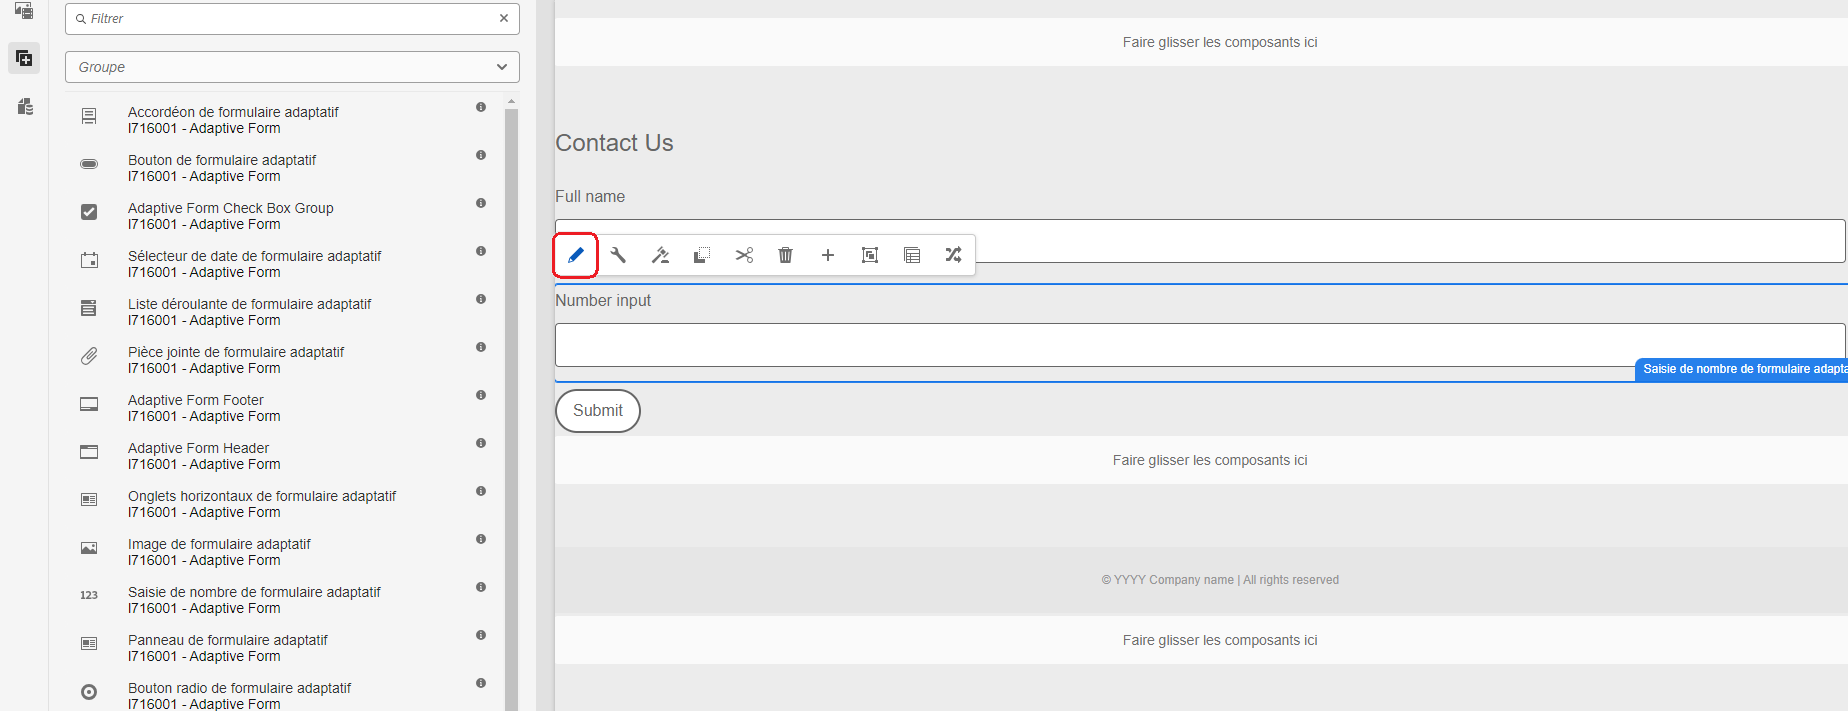 Filtrer
Groupe
Accordéon de formulaire adaptatif
I716001 - Adaptive Form
Bouton de formulaire adaptatif
I716001 - Adaptive Form
Adaptive Form Check Box Group
I716001 - Adaptive Form
Sélecteur de date de formulaire adaptatif
I716001 - Adaptive Form
Liste déroulante de formulaire adaptatif
I716001 - Adaptive Form
Pièce jointe de formulaire adaptatif
I716001 - Adaptive Form
Adaptive Form Footer
I716001 - Adaptive Form
Adaptive Form Header
I716001 - Adaptive Form
Onglets horizontaux de formulaire adaptatif
I716001 - Adaptive Form
Image de formulaire adaptatif
I716001 - Adaptive Form
123
Saisie de nombre de formulaire adaptatif
I716001 - Adaptive Form
Panneau de formulaire adaptatif
I716001 - Adaptive Form
Bouton radio de formulaire adaptatif
I716001 - Adaptive Form
Faire glisser les composants ici
Contact Us
Full name
Number input
Saisie de nombre de formulaire adapta
Submit
Faire glisser les composants ici
© YYYY Company name | All rights reserved
Faire glisser les composants ici